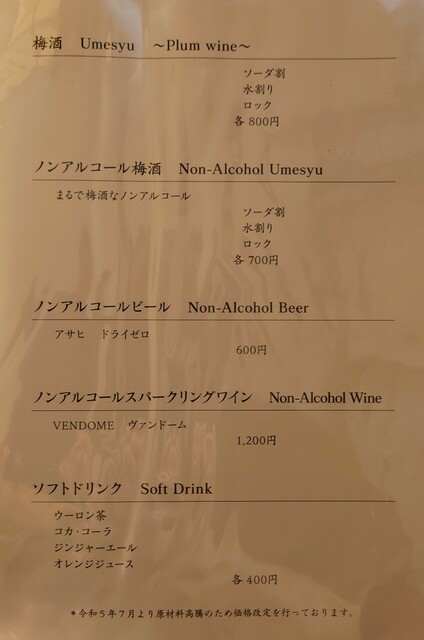 梅酒 Umesyu ～Plum wine～
ソーダ割
水割り
ロック
各 800円
ノンアルコール梅酒 Non-Alcohol Umesyu
まるで梅酒なノンアルコール
ソーダ割
水割り
ロック
各 700円
ノンアルコールビール Non-Alcohol Beer
アサヒ ドライゼロ
600円
ノンアルコールスパークリングワイン Non-Alcohol Wine
VENDOME ヴァンドーム
1,200円
ソフトドリンク Soft Drink
ウーロン茶
コカ・コーラ
ジンジャーエール
オレンジジュース
各 400円
＊令和５年７月より原材料高騰のため価格改定を行っております。